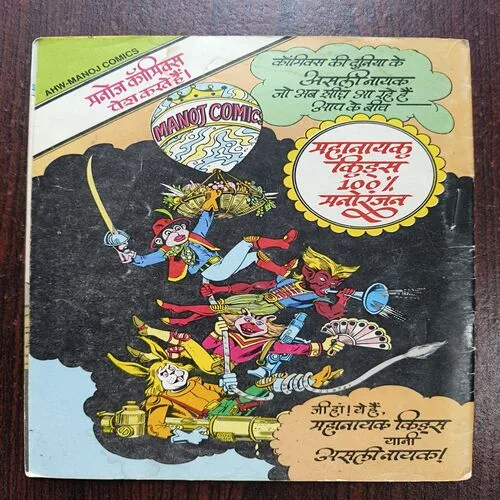 AHW-MANOJ COMICS
मनोज कॉमिक्स
पेश करते हैं!
कॉमिक्स की दुनिया के
असली नायक
जो अब शीघ्र आ रहे हैं
आप के बीच
MANOJ COMICS
महानायक
किड्स
100%
मनोरंजन
जी हां! ये हैं,
महानायक किड्स
यानी
असली नायक!